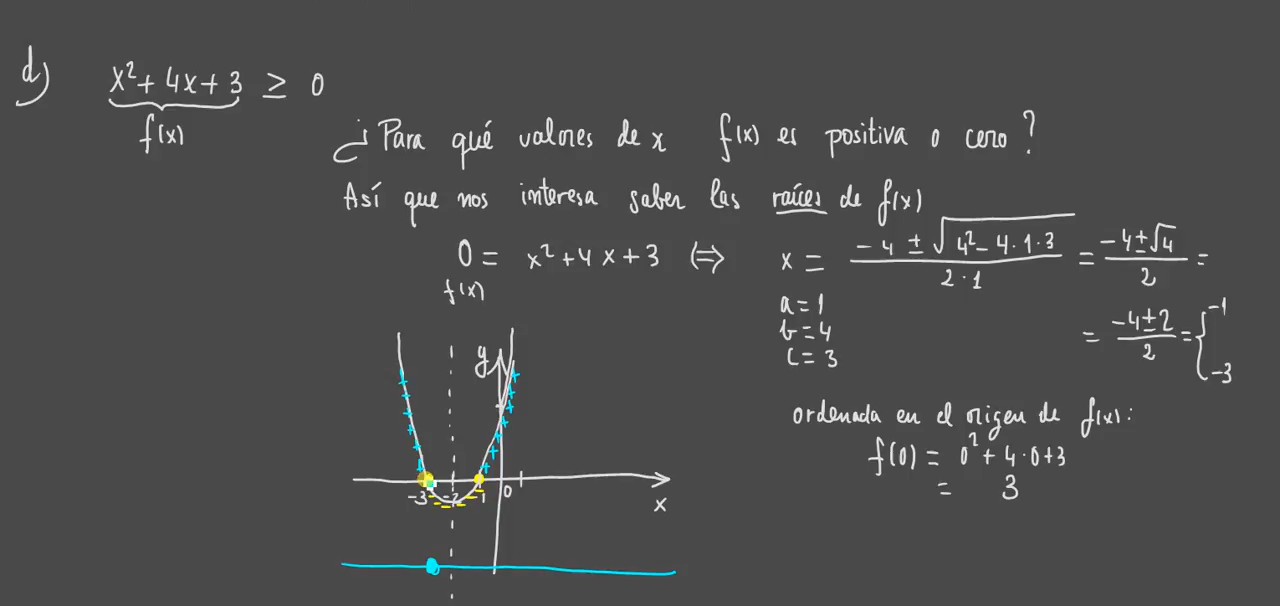 d) x² + 4x + 3 ≥ 0
f(x)
¿Para qué valores de x f(x) es positiva o cero?
Así que nos interesa saber las raíces de f(x)
0 = x² + 4x + 3 ⟺ x = (-4 ± √(4² - 4·1·3))/(2·1) = (-4 ± √4)/2 =
f(x)
a = 1
b = 4
c = 3
= (-4 ± 2)/2 = { -1
-3
y
ordenada en el origen de f(x):
f(0) = 0² + 4·0 + 3
= 3
-3 -2 -1 0
x